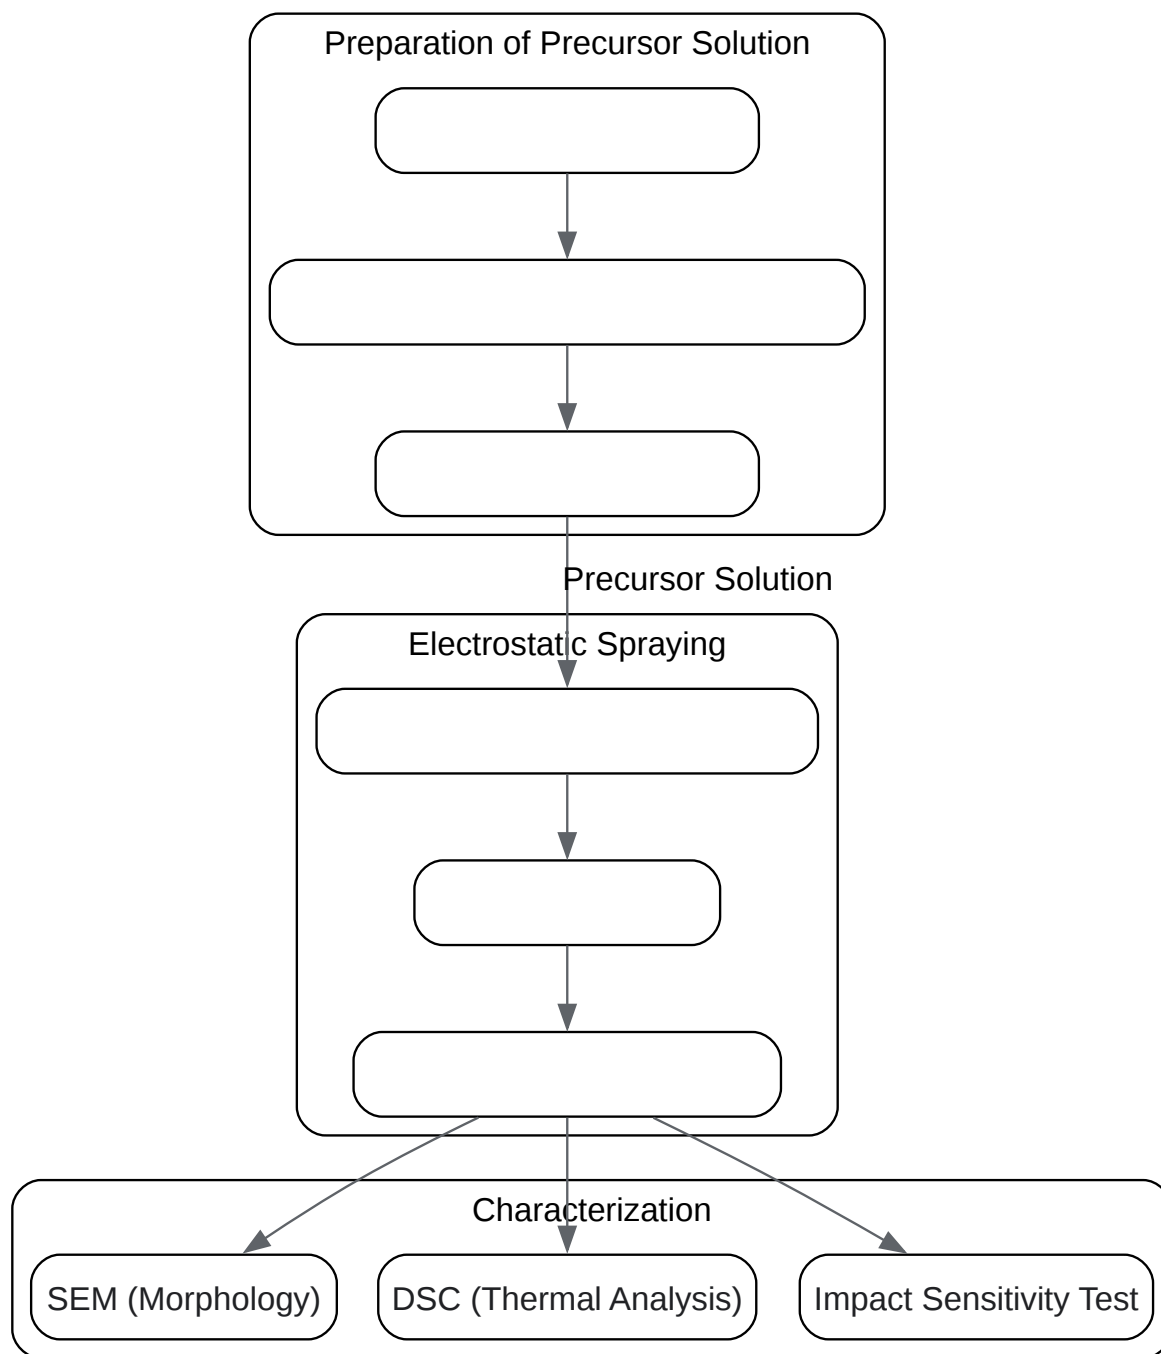 Preparation of Precursor Solution
Precursor Solution
Electrostatic Spraying
Characterization
SEM (Morphology)
DSC (Thermal Analysis)
Impact Sensitivity Test